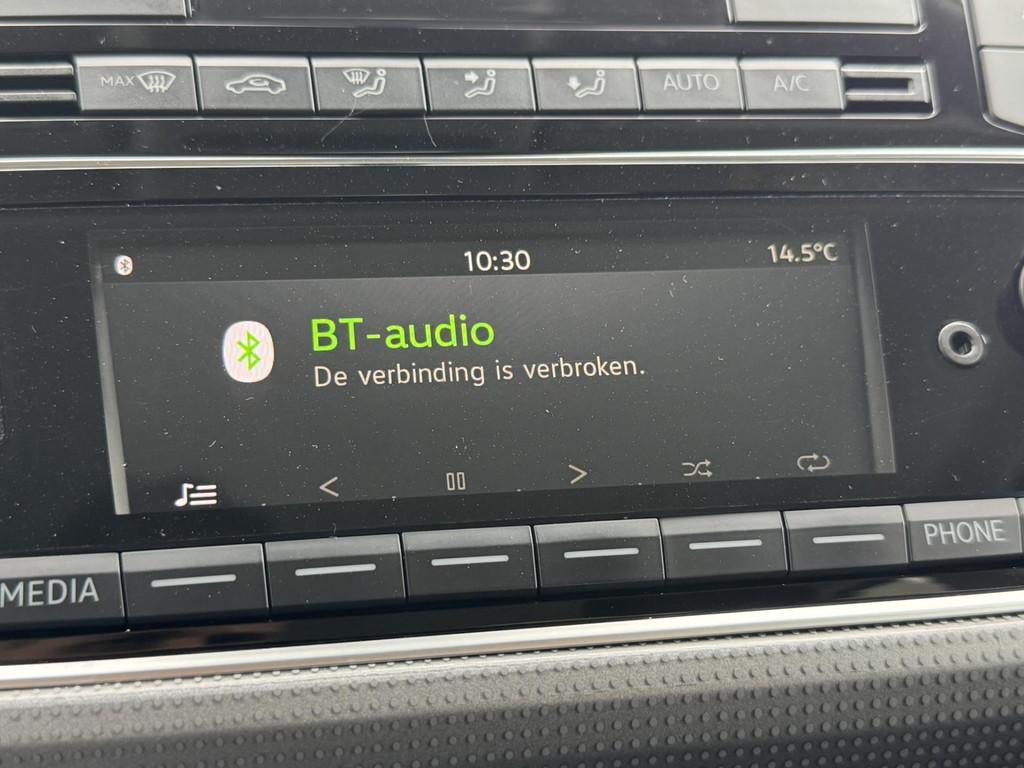 MAX
AUTO
A/C
10:30
14.5°C
BT-audio
De verbinding is verbroken.
MEDIA
PHONE